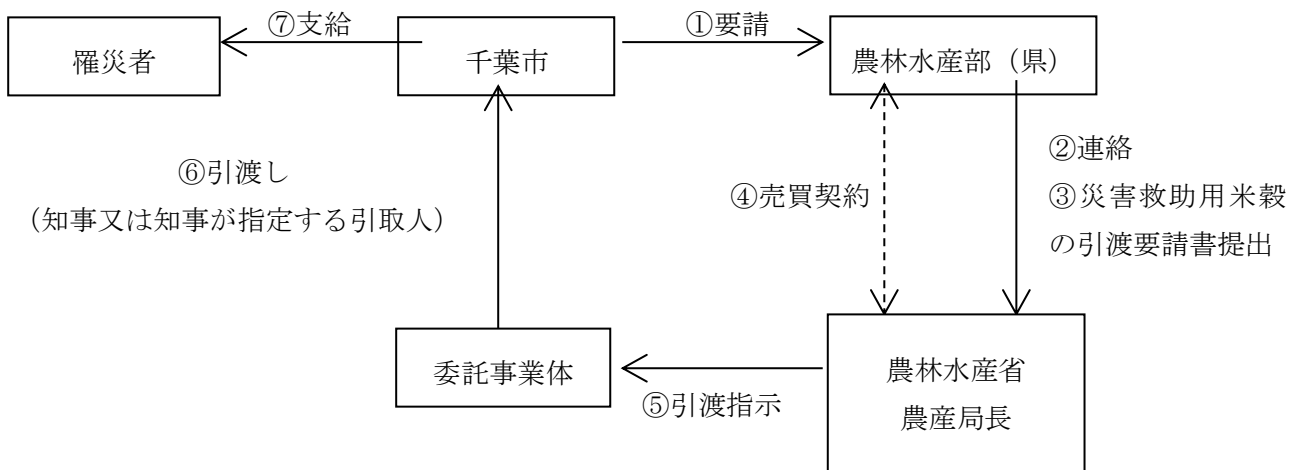 ⑦支給
①要請
罹災者
千葉市
農林水産部（県）
②連絡
③災害救助用米穀
の引渡要請書提出
④売買契約
⑥引渡し
（知事又は知事が指定する引取人）
委託事業体
⑤引渡指示
農林水産省
農産局長